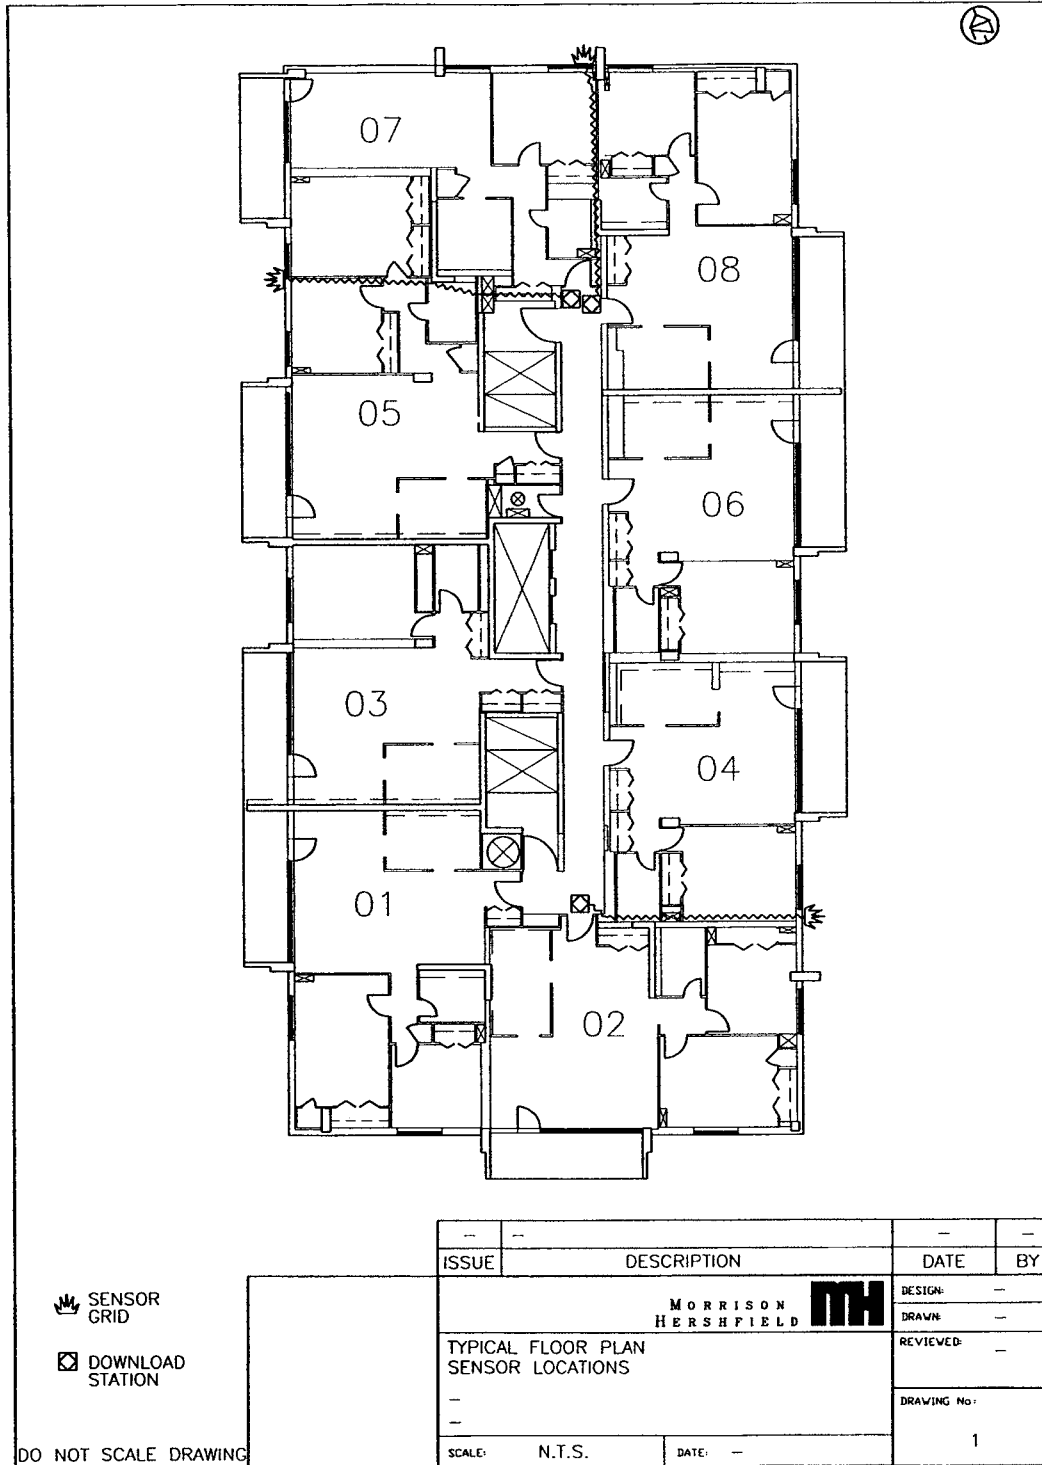 07
08
05
06
03
04
01
02
SENSOR
GRID
DOWNLOAD
STATION
DO NOT SCALE DRAWING
- - - -
ISSUE DESCRIPTION DATE BY
MORRISON
HERSHFIELD
MH
DESIGN: -
DRAWN: -
REVIEWED: -
TYPICAL FLOOR PLAN
SENSOR LOCATIONS
-
-
DRAWING No:
1
SCALE: N.T.S. DATE: -